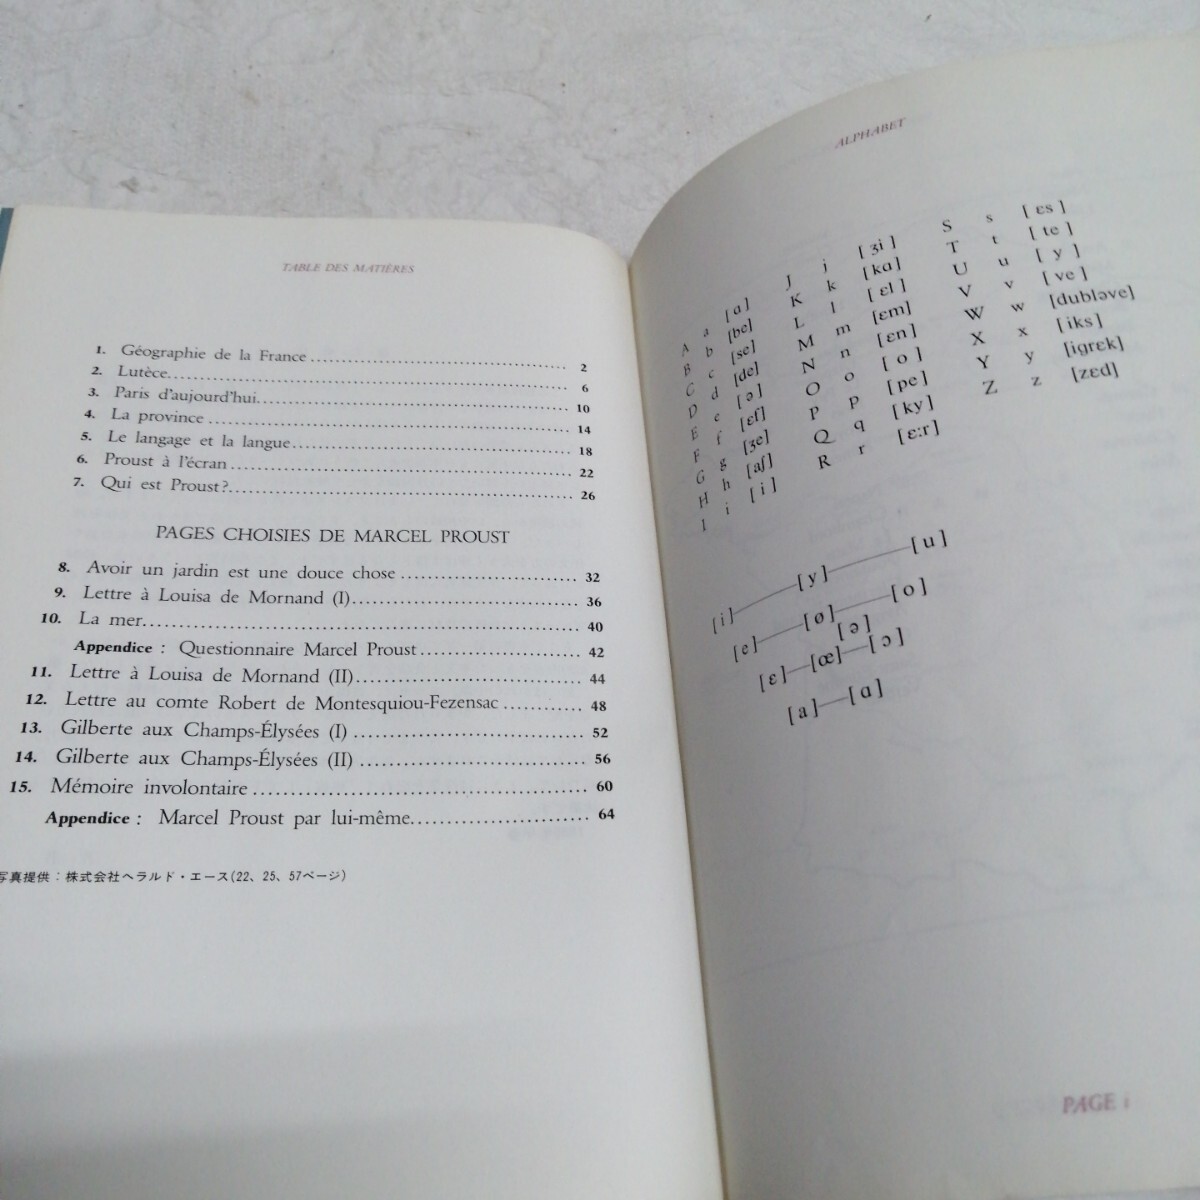 TABLE DES MATIÈRES
1. Géographie de la France .......... 2
2. Lutèce .......... 6
3. Paris d'aujourd'hui .......... 10
4. La province .......... 14
5. Le langage et la langue .......... 18
6. Proust à l'écran .......... 22
7. Qui est Proust? .......... 26
PAGES CHOISIES DE MARCEL PROUST
8. Avoir un jardin est une douce chose .......... 32
9. Lettre à Louisa de Mornand (I) .......... 36
10. La mer .......... 40
Appendice : Questionnaire Marcel Proust .......... 42
11. Lettre à Louisa de Mornand (II) .......... 44
12. Lettre au comte Robert de Montesquiou-Fezensac .......... 48
13. Gilberte aux Champs-Élysées (I) .......... 52
14. Gilberte aux Champs-Élysées (II) .......... 56
15. Mémoire involontaire .......... 60
Appendice : Marcel Proust par lui-même .......... 64
写真提供：株式会社ヘラルド・エース(22、25、57ページ)
ALPHABET
A a [ɑ]
B b [be]
C c [se]
D d [de]
E e [ə]
F f [ɛf]
G g [ʒe]
H h [aʃ]
I i [i]
J j [ʒi]
K k [kɑ]
L l [ɛl]
M m [ɛm]
N n [ɛn]
O o [o]
P p [pe]
Q q [ky]
R r [ɛ:r]
S s [ɛs]
T t [te]
U u [y]
V v [ve]
W w [dubləve]
X x [iks]
Y y [igrɛk]
Z z [zɛd]
[i]—[y]—[u]
[e]—[ø]—[o]
[ə]
[ɛ]—[œ]—[ɔ]
[a]—[ɑ]
PAGE 1